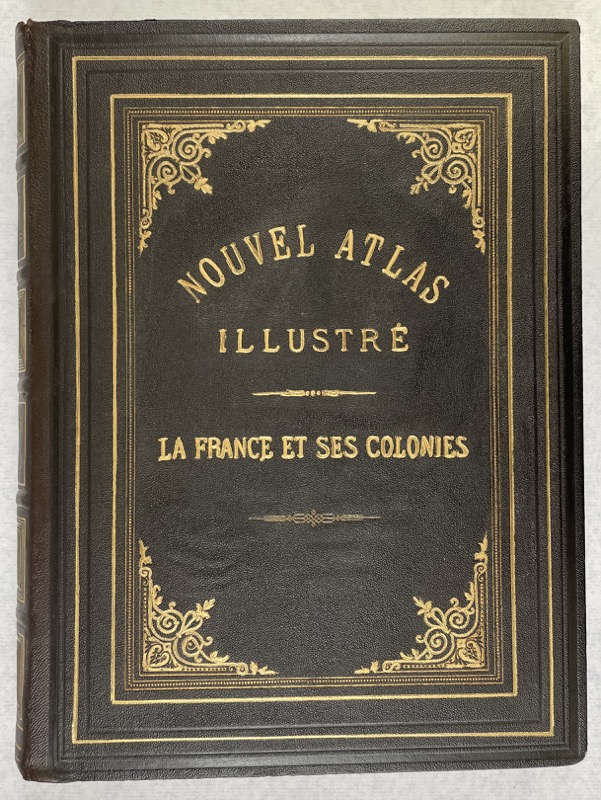 NOUVEL ATLAS
ILLUSTRÉ
LA FRANCE ET SES COLONIES